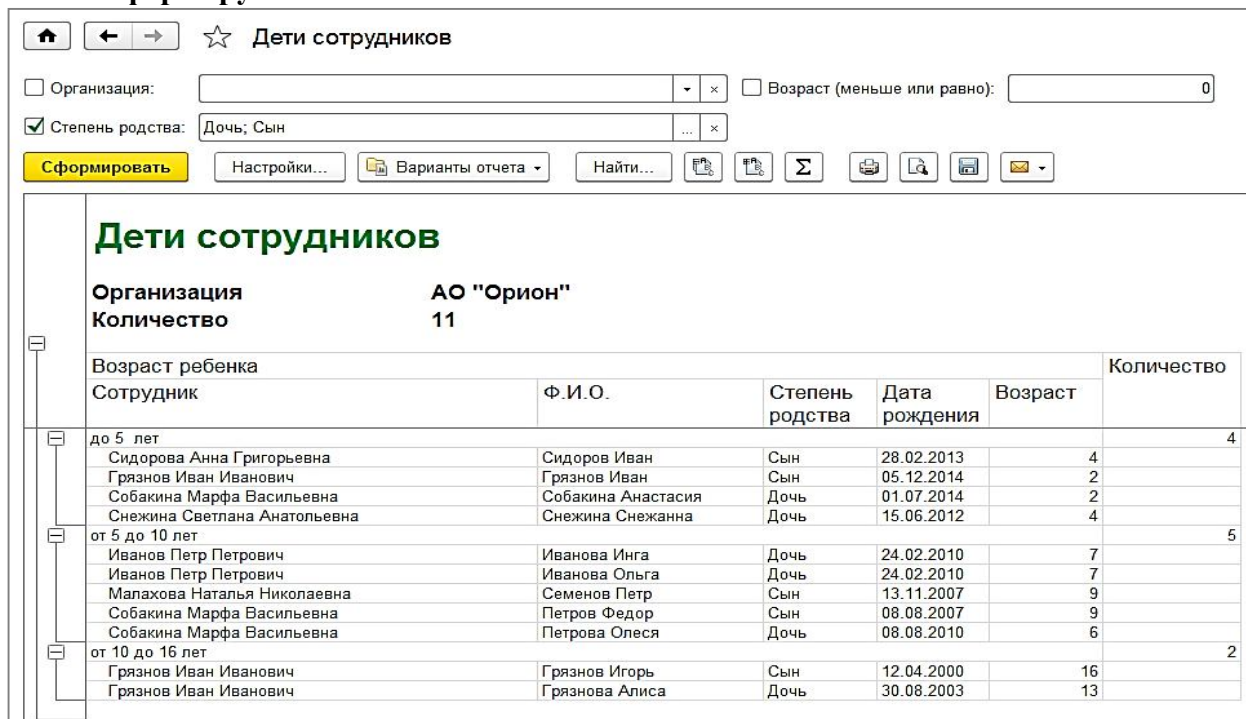 Дети сотрудников
Организация:
Возраст (меньше или равно): 0
Степень родства: Дочь; Сын
Сформировать Настройки... Варианты отчета Найти... Σ
Дети сотрудников
Организация АО "Орион"
Количество 11
Возраст ребенка Количество
Сотрудник Ф.И.О. Степень родства Дата рождения Возраст
до 5 лет 4
Сидорова Анна Григорьевна Сидоров Иван Сын 28.02.2013 4
Грязнов Иван Иванович Грязнов Иван Сын 05.12.2014 2
Собакина Марфа Васильевна Собакина Анастасия Дочь 01.07.2014 2
Снежина Светлана Анатольевна Снежина Снежанна Дочь 15.06.2012 4
от 5 до 10 лет 5
Иванов Петр Петрович Иванова Инга Дочь 24.02.2010 7
Иванов Петр Петрович Иванова Ольга Дочь 24.02.2010 7
Малахова Наталья Николаевна Семенов Петр Сын 13.11.2007 9
Собакина Марфа Васильевна Петров Федор Сын 08.08.2007 9
Собакина Марфа Васильевна Петрова Олеся Дочь 08.08.2010 6
от 10 до 16 лет 2
Грязнов Иван Иванович Грязнов Игорь Сын 12.04.2000 16
Грязнов Иван Иванович Грязнова Алиса Дочь 30.08.2003 13